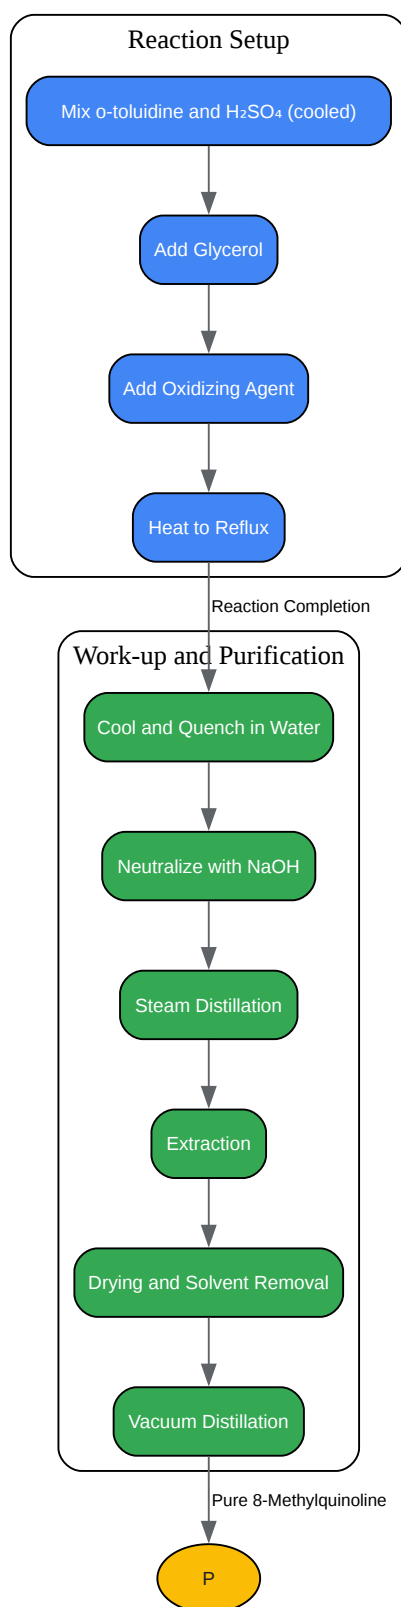 Reaction Setup
Mix o-toluidine and H₂SO₄ (cooled)
Add Glycerol
Add Oxidizing Agent
Heat to Reflux
Reaction Completion
Work-up and Purification
Cool and Quench in Water
Neutralize with NaOH
Steam Distillation
Extraction
Drying and Solvent Removal
Vacuum Distillation
Pure 8-Methylquinoline
P